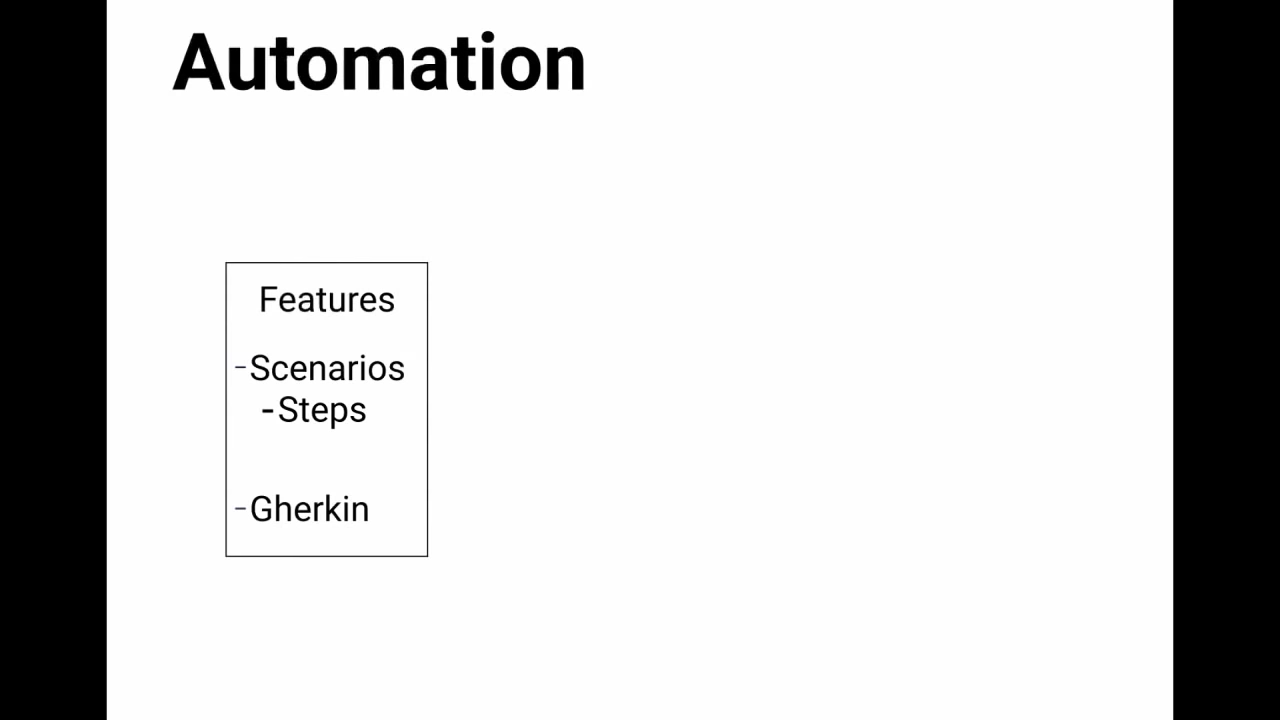 Automation
Features
-Scenarios
-Steps
-Gherkin